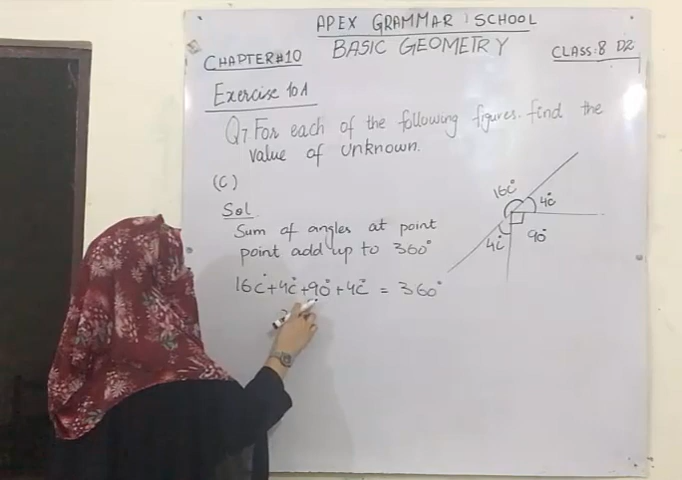 APEX GRAMMAR SCHOOL
BASIC GEOMETRY
CHAPTER#10
CLASS:8 D2
Exercise 10A
Q7 For each of the following figures. find the
value of unknown.
(C)
Sol
16c° 4c°
4c° 90°
Sum of angles at point
point add up to 360°
16c°+4c°+90°+4c° = 360°